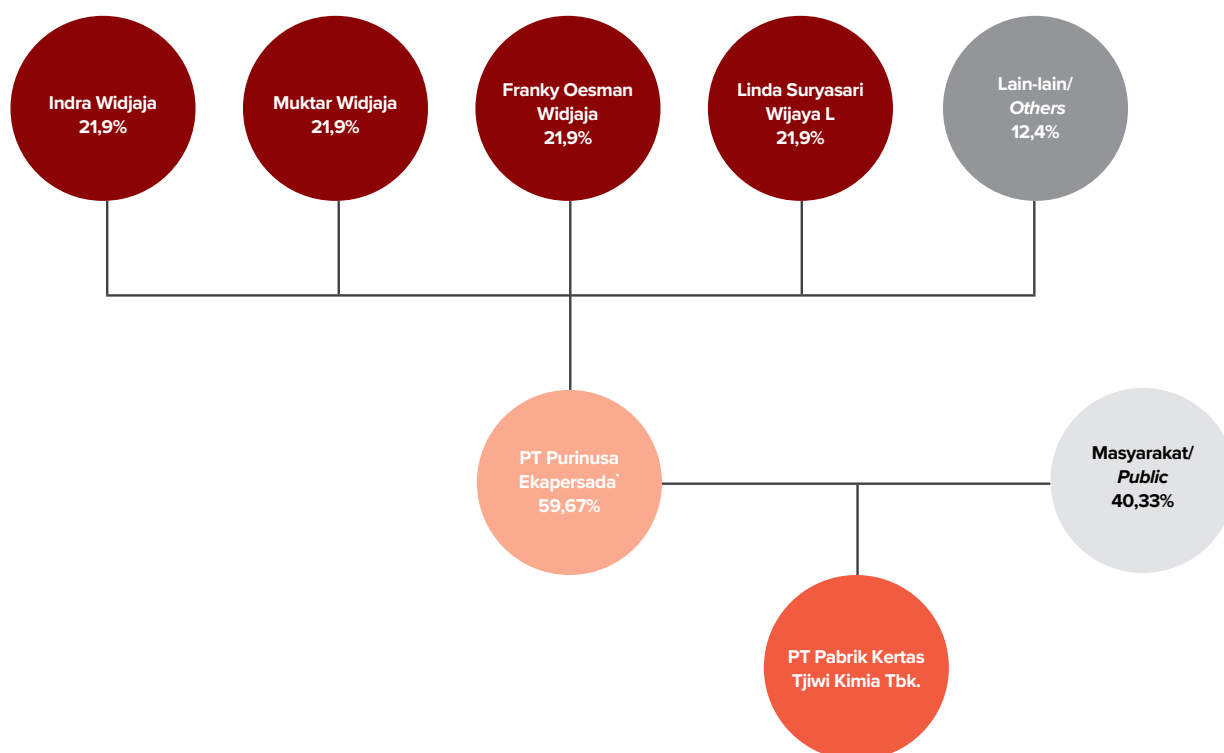 Indra Widjaja
21,9%
Muktar Widjaja
21,9%
Franky Oesman
Widjaja
21,9%
Linda Suryasari
Wijaya L
21,9%
Lain-lain/
Others
12,4%
PT Purinusa
Ekapersada*
59,67%
Masyarakat/
Public
40,33%
PT Pabrik Kertas
Tjiwi Kimia Tbk.